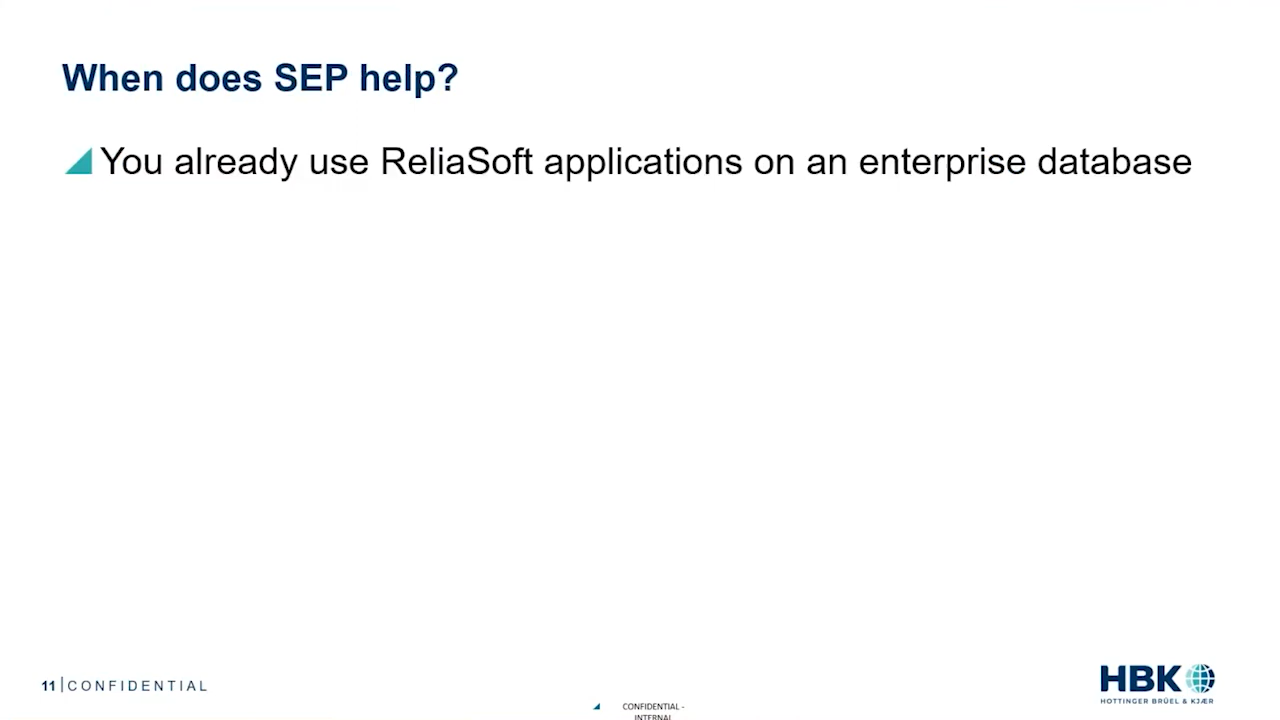 When does SEP help?
You already use ReliaSoft applications on an enterprise database
11 | CONFIDENTIAL
CONFIDENTIAL -
INTERNAL
HBK
HOTTINGER BRÜEL & KJÆR